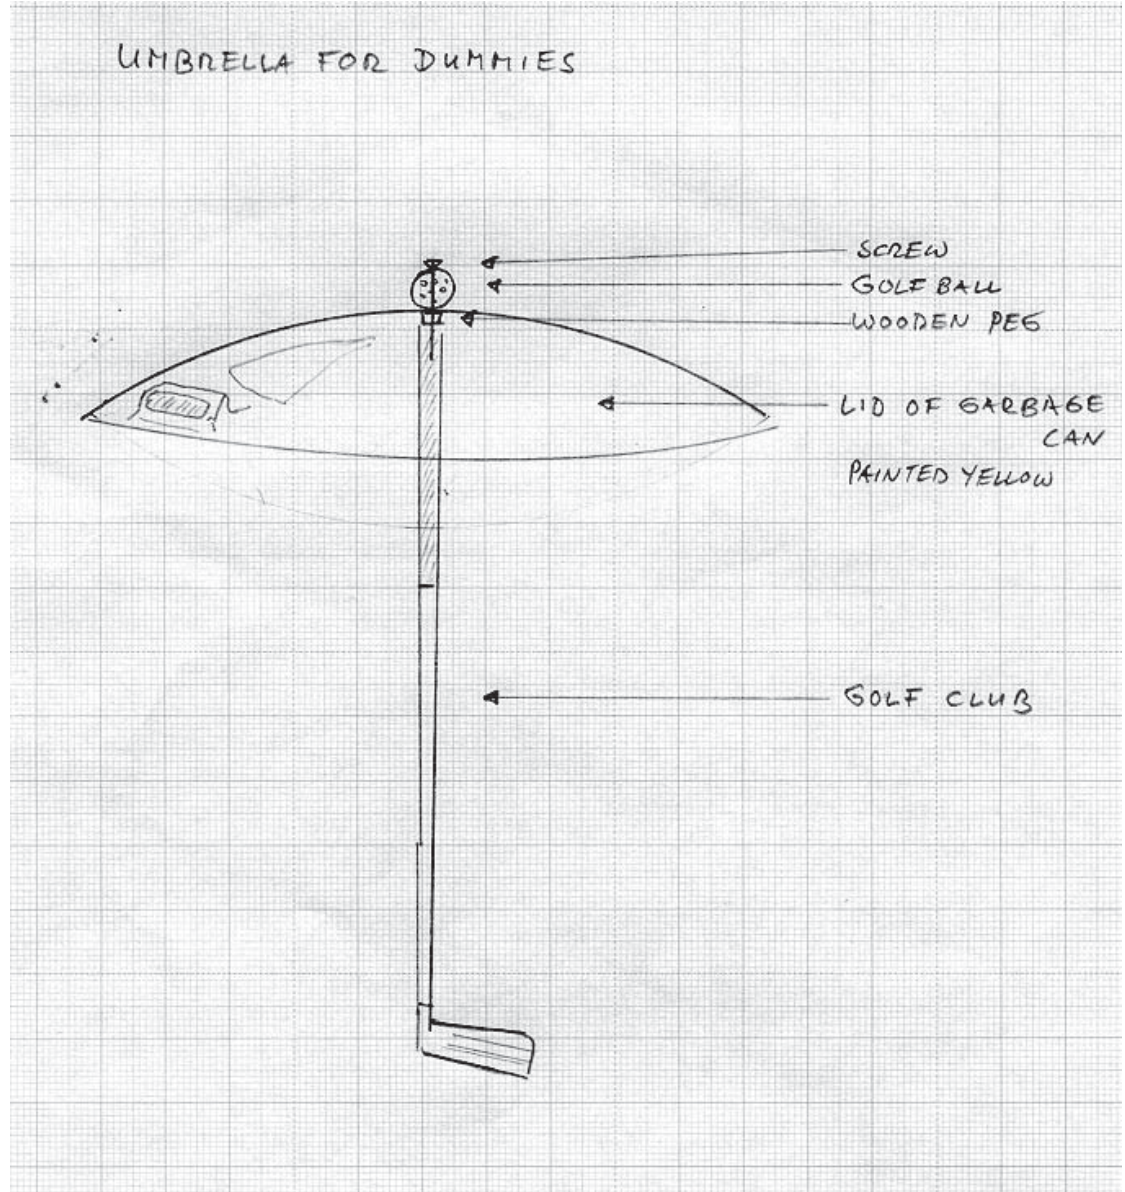 UMBRELLA FOR DUMMIES
SCREW
GOLF BALL
WOODEN PEG
LID OF GARBAGE
CAN
PAINTED YELLOW
GOLF CLUB